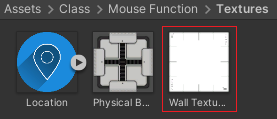 Assets > Class > Mouse Function > Textures
Location
Physical B...
Wall Textu...